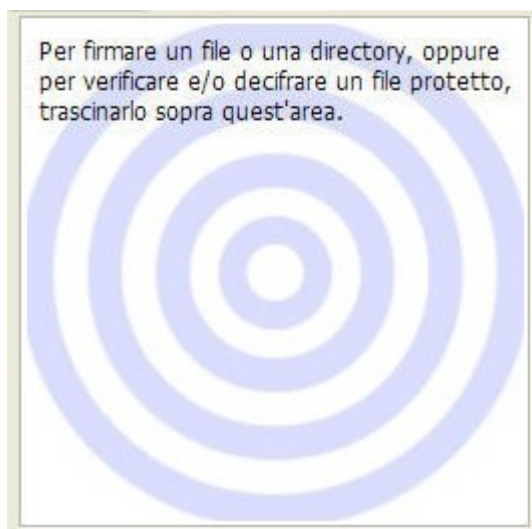 Per firmare un file o una directory, oppure
per verificare e/o decifrare un file protetto,
trascinarlo sopra quest'area.